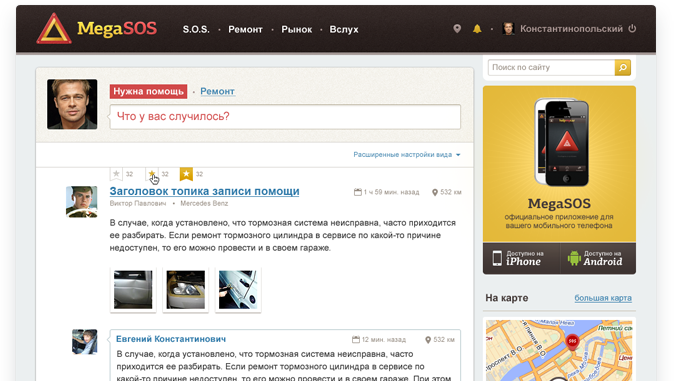 MegaSOS
S.O.S. • Ремонт • Рынок • Вслух
Константинопольский
Нужна помощь • Ремонт
Что у вас случилось?
Расширенные настройки вида
32 32 32
Заголовок топика записи помощи
1 ч 59 мин. назад 532 км
Виктор Павлович • Mercedes Benz
В случае, когда установлено, что тормозная система неисправна, часто приходится
ее разбирать. Если ремонт тормозного цилиндра в сервисе по какой-то причине
недоступен, то его можно провести и в своем гараже.
Евгений Константинович
12 мин. назад 532 км
В случае, когда установлено, что тормозная система неисправна, часто
приходится ее разбирать. Если ремонт тормозного цилиндра в сервисе по
какой-то причине недоступен, то его можно провести и в своем гараже. При этом
Поиск по сайту
MegaSOS
официальное приложение для
вашего мобильного телефона
Доступно на
iPhone
Доступно на
Android
На карте
большая карта
SOS